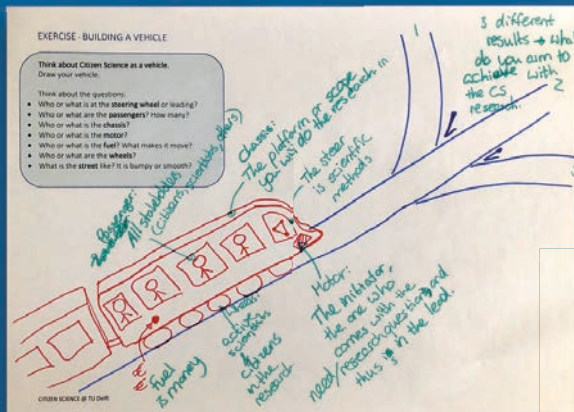 EXERCISE - BUILDING A VEHICLE
Think about Citizen Science as a vehicle.
Draw your vehicle.
Think about the questions:
• Who or what is at the steering wheel or leading?
• Who or what are the passengers? How many?
• Who or what is the chassis?
• Who or what is the motor?
• Who or what is the fuel? What makes it move?
• Who or what are the wheels?
• What is the street like? It is bumpy or smooth?
1
3 different
results → what
do you aim to
achieve with
the CS
research.
2
Chassis:
The platform or scope
you will do the research in
The steer
is scientific
methods
Passenger:
All stakeholders
(citizens, scientists, others)
Motor:
The initiator,
the one who
comes with the
need/research question and
thus is in the lead.
Wheels:
active
scientists
&
citizens
in the
research
€
€
fuel
is money
CITIZEN SCIENCE @ TU Delft